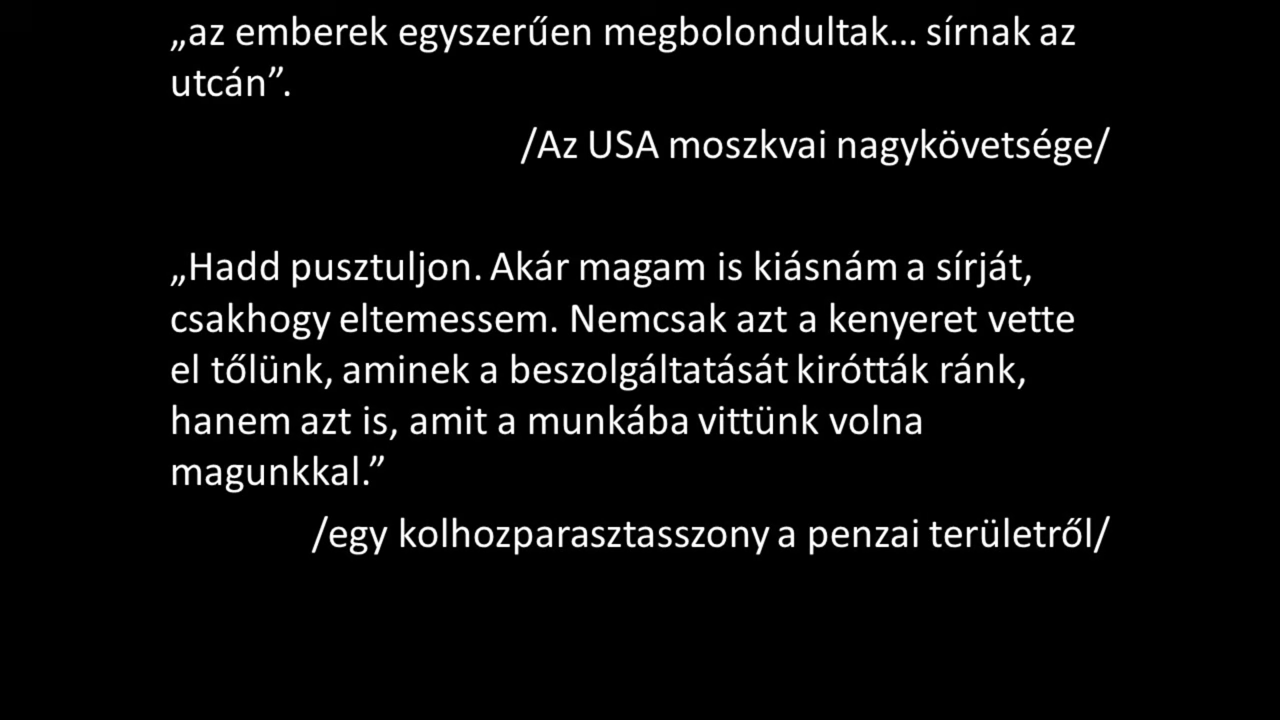 „az emberek egyszerűen megbolondultak... sírnak az
utcán”.
/Az USA moszkvai nagykövetsége/
„Hadd pusztuljon. Akár magam is kiásnám a sírját,
csakhogy eltemessem. Nemcsak azt a kenyeret vette
el tőlünk, aminek a beszolgáltatását kirótták ránk,
hanem azt is, amit a munkába vittünk volna
magunkkal.”
/egy kolhozparasztasszony a penzai területről/